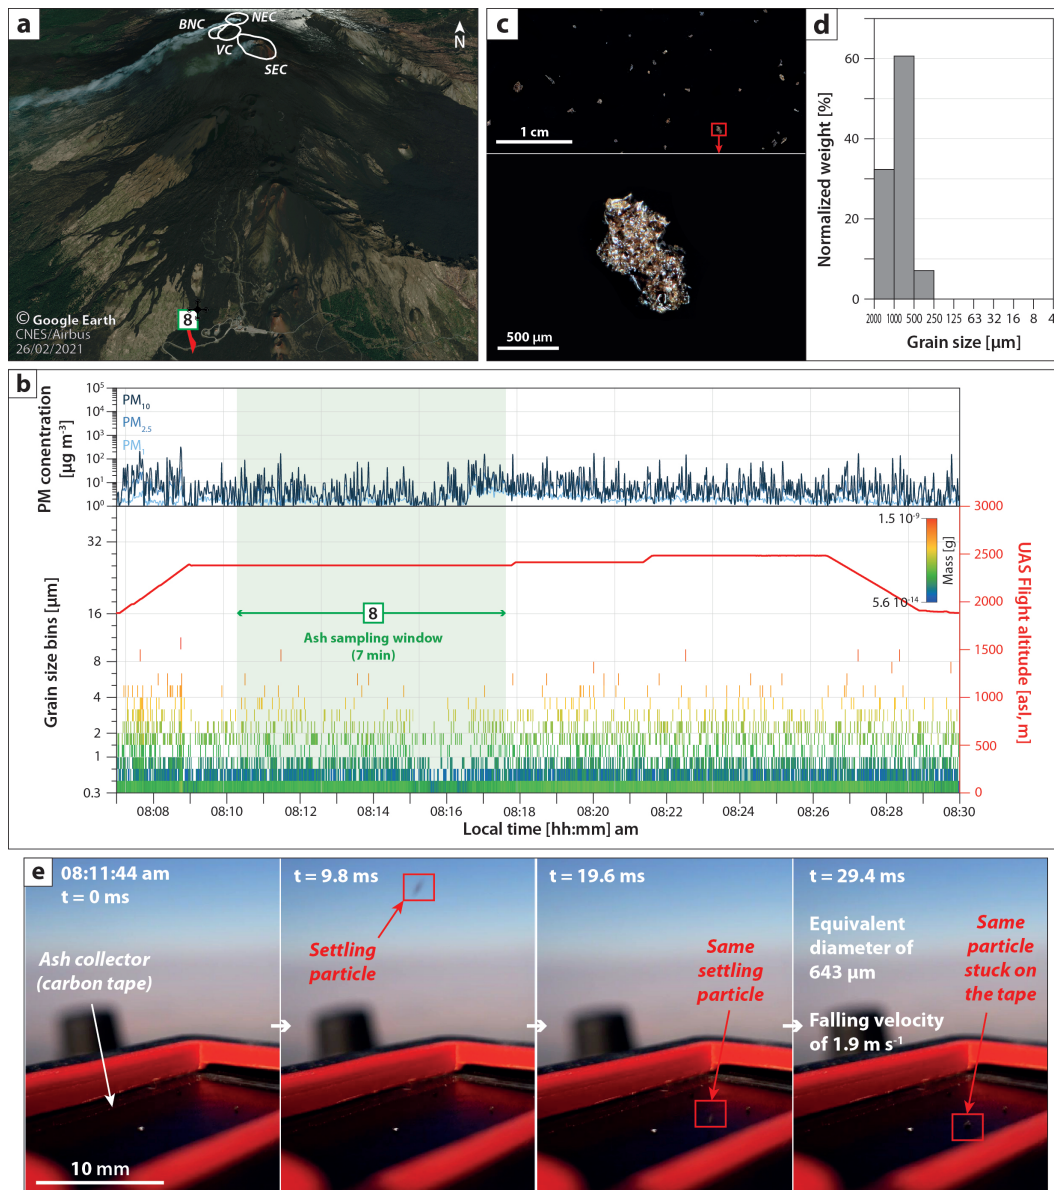 a
BNC
NEC
VC
SEC
N
8
© Google Earth
CNES/Airbus
26/02/2021
c
1 cm
500 µm
d
Normalized weight [%]
60
40
20
0
2000 1000 500 250 125 63 32 16 8 4
Grain size [µm]
b
PM conentration
[µg m-3]
10⁵
10⁴
10³
10²
10¹
10⁰
PM10
PM2.5
PM1
Grain size bins [µm]
32
16
8
4
2
1
0.3
8
Ash sampling window
(7 min)
1.5 10-9
5.6 10-14
Mass [g]
3000
2500
2000
1500
1000
500
0
UAS Flight altitude [asl, m]
08:08 08:10 08:12 08:14 08:16 08:18 08:20 08:22 08:24 08:26 08:28 08:30
Local time [hh:mm] am
e
08:11:44 am
t = 0 ms
Ash collector
(carbon tape)
10 mm
t = 9.8 ms
Settling
particle
t = 19.6 ms
Same
settling
particle
t = 29.4 ms
Equivalent
diameter of
643 µm
Falling velocity
of 1.9 m s-1
Same
particle
stuck on
the tape